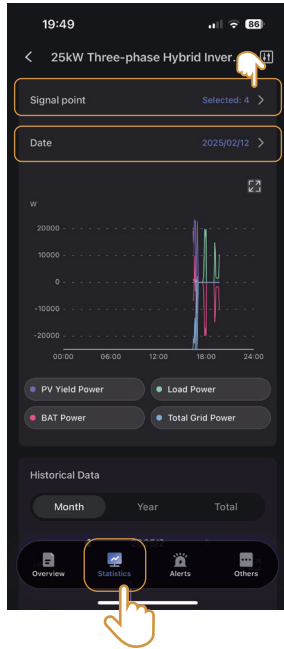 19:49
86
25kW Three-phase Hybrid Inver...
Signal point Selected: 4
Date 2025/02/12
W
20000
10000
0
-10000
-20000
00:00 06:00 12:00 18:00 24:00
PV Yield Power Load Power
BAT Power Total Grid Power
Historical Data
Month Year Total
Overview Statistics Alerts Others